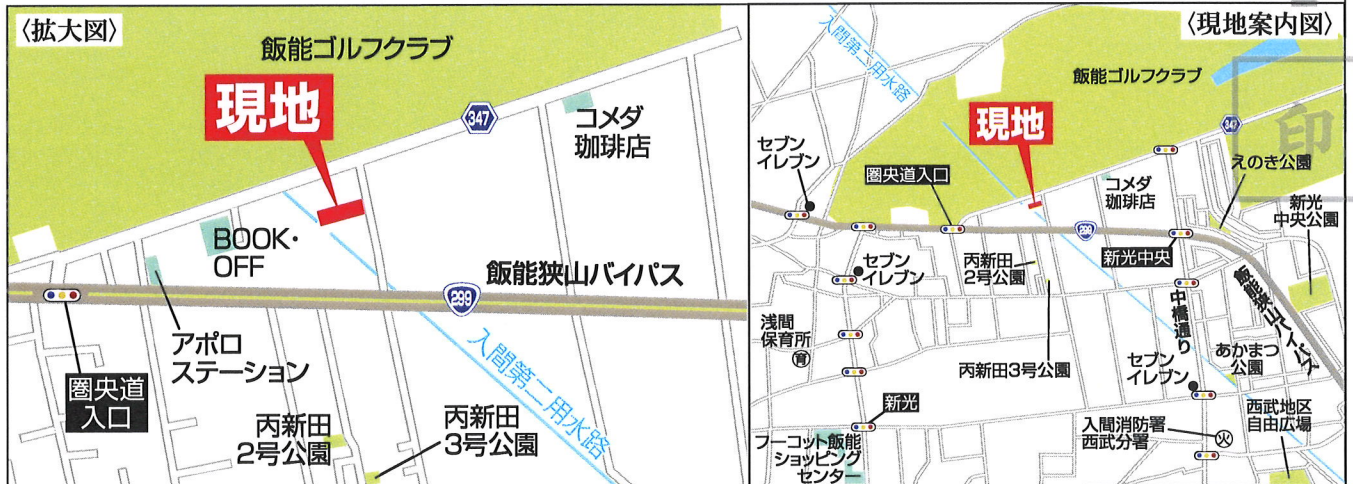 〈拡大図〉
飯能ゴルフクラブ
現地
347
コメダ
珈琲店
BOOK・
OFF
飯能狭山バイパス
299
アポロ
ステーション
入間第二用水路
圏央道
入口
丙新田
2号公園
丙新田
3号公園
〈現地案内図〉
入間第二用水路
飯能ゴルフクラブ
印
現地
347
セブン
イレブン
圏央道入口
コメダ
珈琲店
えのき公園
新光
中央公園
299
新光中央
セブン
イレブン
丙新田
2号公園
飯能狭山バイパス
中橋通り
浅間
保育所
育
丙新田3号公園
セブン
イレブン
あかまつ
公園
新光
入間消防署
西武分署
火
西武地区
自由広場
フーコット飯能
ショッピング
センター